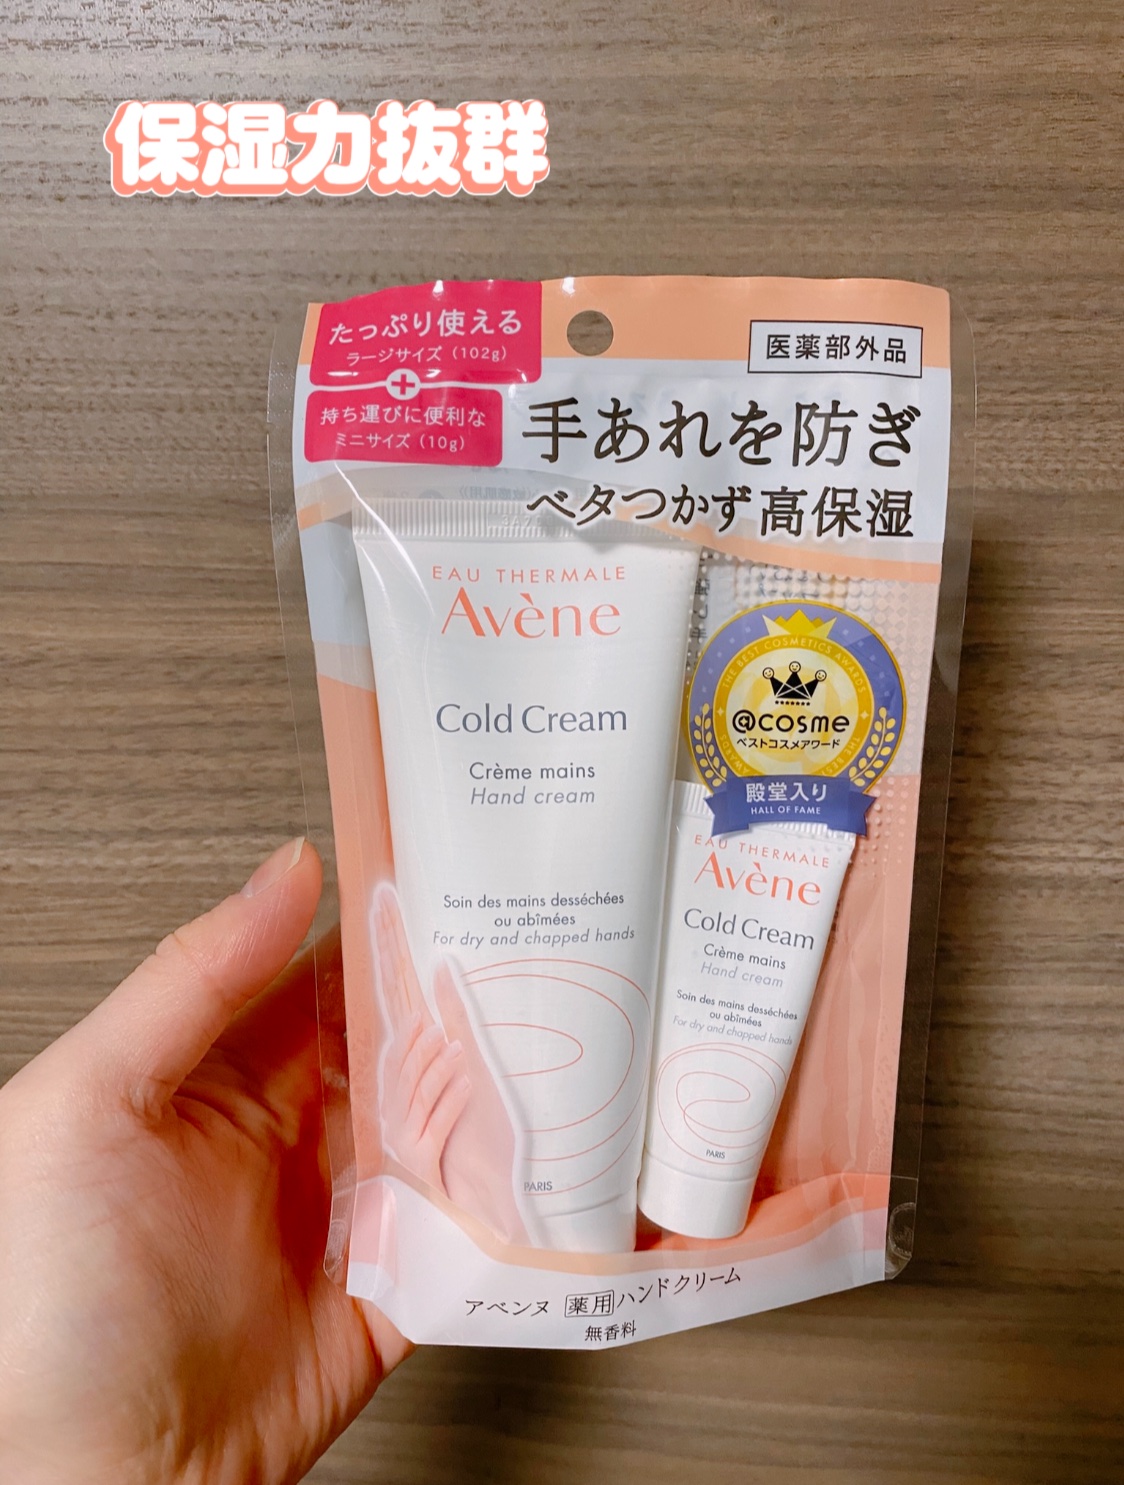 保湿力抜群
たっぷり使える
ラージサイズ（102g）
+
持ち運びに便利な
ミニサイズ（10g）
医薬部外品
手あれを防ぎ
ベタつかず高保湿
EAU THERMALE
Avène
Cold Cream
Crème mains
Hand cream
Soin des mains desséchées
ou abîmées
For dry and chapped hands
PARIS
THE BEST COSMETICS AWARDS
@cosme
ベストコスメアワード
殿堂入り
HALL OF FAME
EAU THERMALE
Avène
Cold Cream
Crème mains
Hand cream
Soin des mains desséchées
ou abîmées
For dry and chapped hands
PARIS
アベンヌ 薬用 ハンドクリーム
無香料